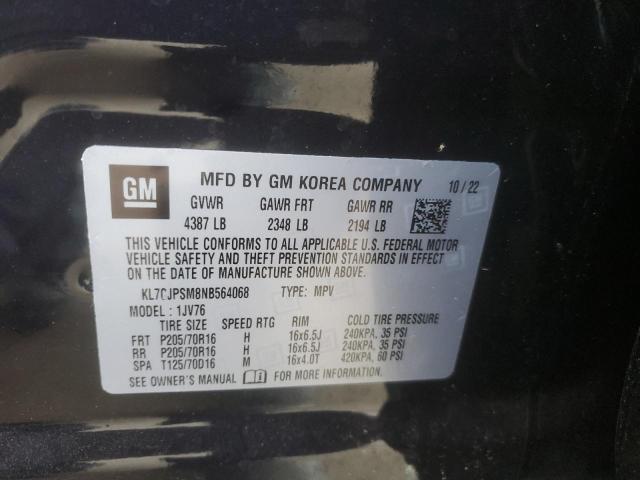 GM MFD BY GM KOREA COMPANY 10/22
GVWR GAWR FRT GAWR RR
4387 LB 2348 LB 2194 LB
THIS VEHICLE CONFORMS TO ALL APPLICABLE U.S. FEDERAL MOTOR
VEHICLE SAFETY AND THEFT PREVENTION STANDARDS IN EFFECT
ON THE DATE OF MANUFACTURE SHOWN ABOVE.
KL7CJPSM8NB564068 TYPE: MPV
MODEL: 1JV76
TIRE SIZE SPEED RTG RIM COLD TIRE PRESSURE
FRT P205/70R16 H 16x6.5J 240KPA, 35 PSI
RR P205/70R16 H 16x6.5J 240KPA, 35 PSI
SPA T125/70D16 M 16x4.0T 420KPA, 60 PSI
SEE OWNER'S MANUAL FOR MORE INFORMATION.